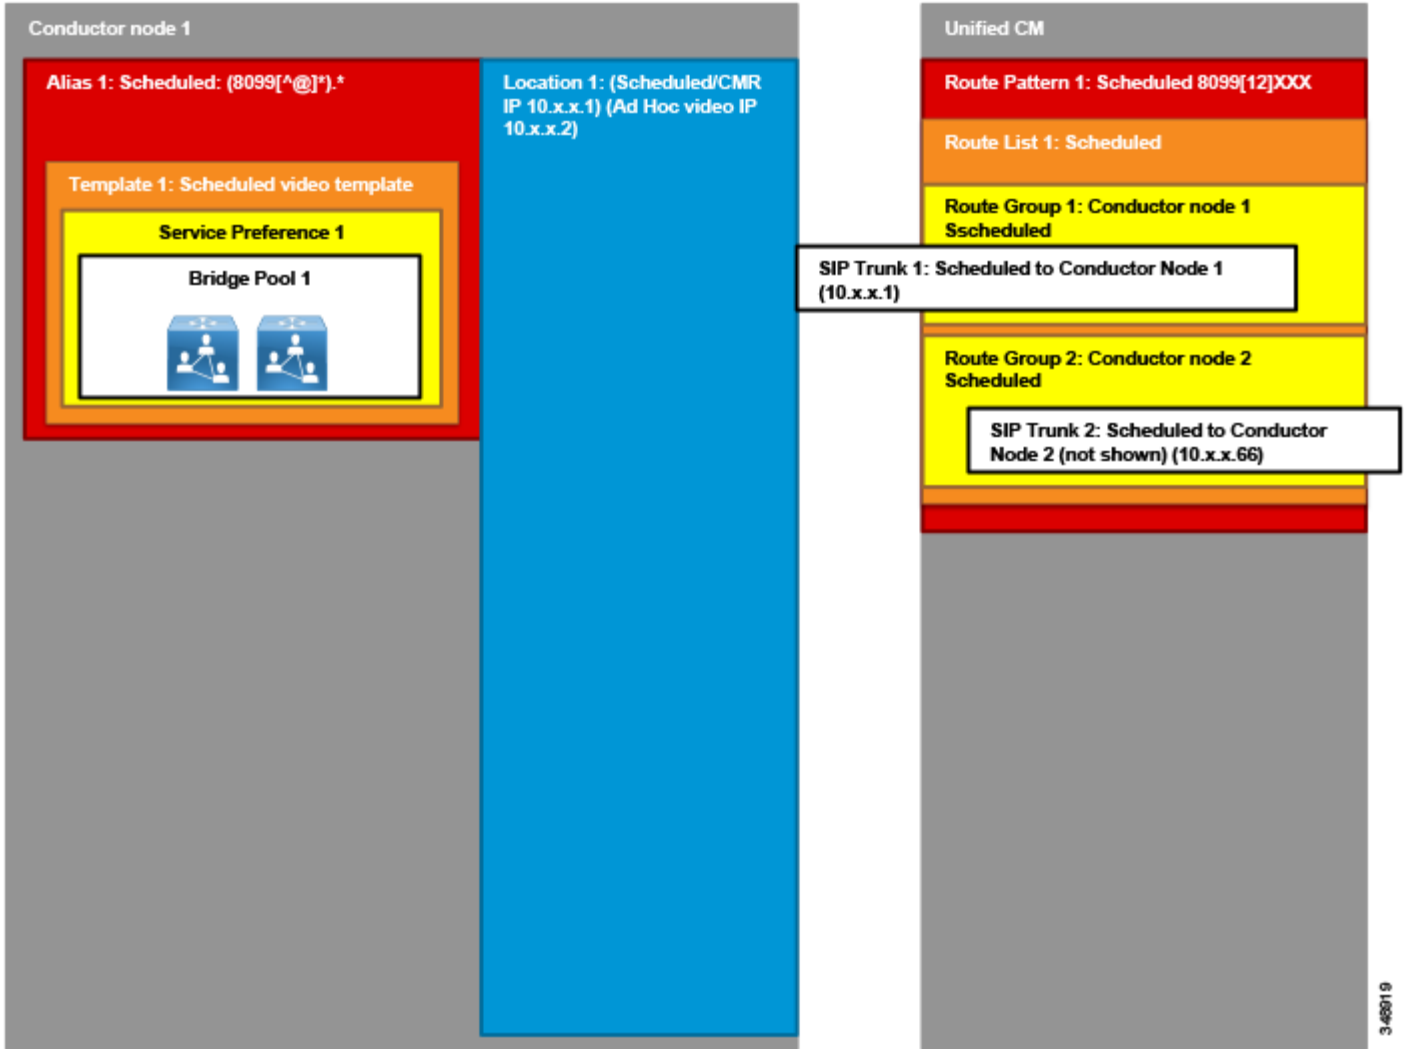 Conductor node 1
Alias 1: Scheduled: (8099[^@]*).*
Template 1: Scheduled video template
Service Preference 1
Bridge Pool 1
Location 1: (Scheduled/CMR
IP 10.x.x.1) (Ad Hoc video IP
10.x.x.2)
Unified CM
Route Pattern 1: Scheduled 8099[12]XXX
Route List 1: Scheduled
Route Group 1: Conductor node 1
Sscheduled
SIP Trunk 1: Scheduled to Conductor Node 1
(10.x.x.1)
Route Group 2: Conductor node 2
Scheduled
SIP Trunk 2: Scheduled to Conductor
Node 2 (not shown) (10.x.x.66)
348919